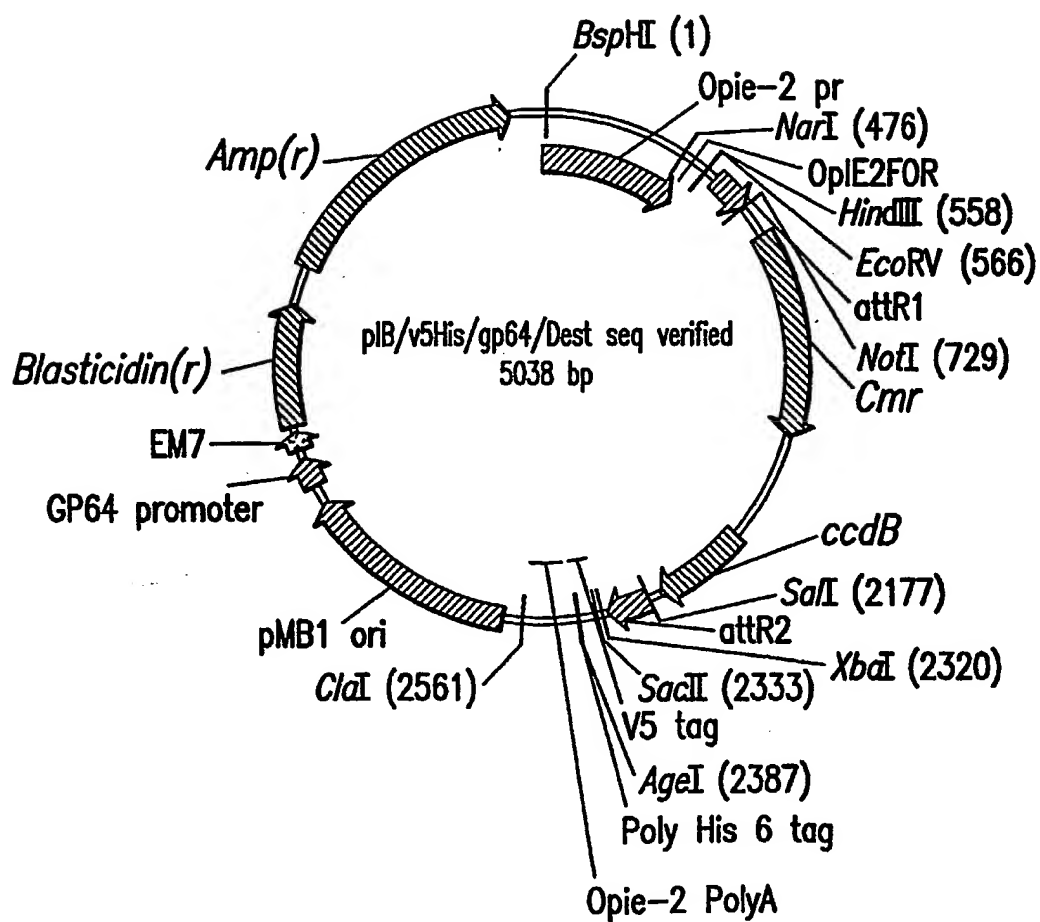 BspHI (1)
Opie-2 pr
NarI (476)
OpIE2FOR
HindIII (558)
EcoRV (566)
attR1
NotI (729)
Cmr
Amp(r)
pIB/v5His/gp64/Dest seq verified
5038 bp
Blasticidin(r)
EM7
GP64 promoter
pMB1 ori
ccdB
SalI (2177)
attR2
XbaI (2320)
ClaI (2561)
SacII (2333)
V5 tag
AgeI (2387)
Poly His 6 tag
Opie-2 PolyA